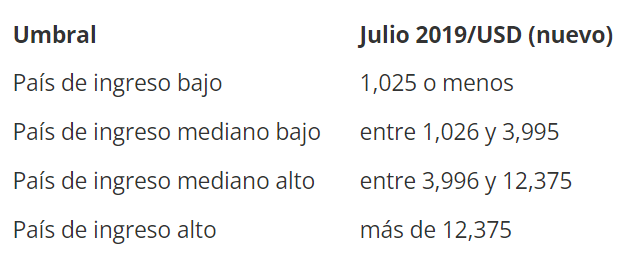 Umbral Julio 2019/USD (nuevo)
País de ingreso bajo 1,025 o menos
País de ingreso mediano bajo entre 1,026 y 3,995
País de ingreso mediano alto entre 3,996 y 12,375
País de ingreso alto más de 12,375